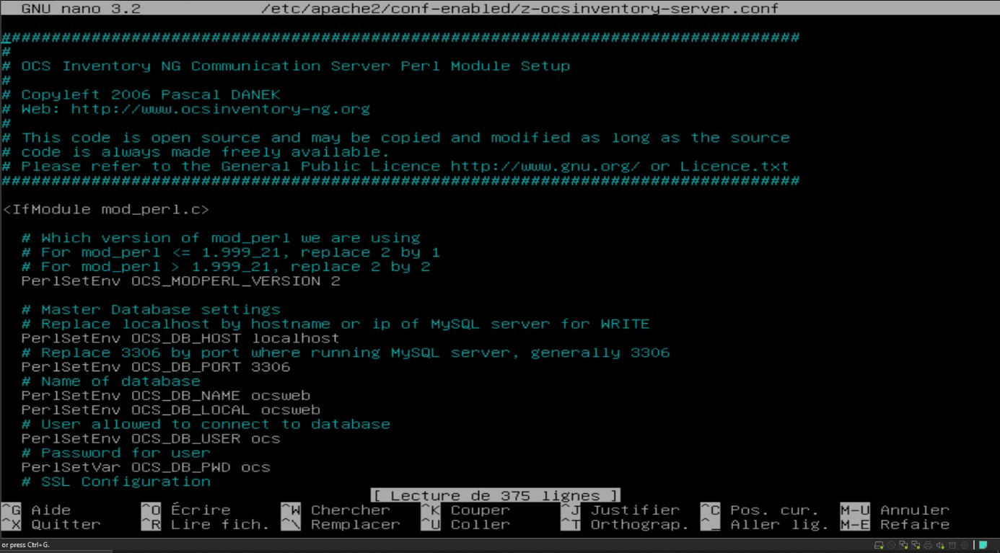 GNU nano 3.2 /etc/apache2/conf-enabled/z-ocsinventory-server.conf
################################################################################
#
# OCS Inventory NG Communication Server Perl Module Setup
#
# Copyleft 2006 Pascal DANEK
# Web: http://www.ocsinventory-ng.org
#
# This code is open source and may be copied and modified as long as the source
# code is always made freely available.
# Please refer to the General Public Licence http://www.gnu.org/ or Licence.txt
################################################################################
<IfModule mod_perl.c>
# Which version of mod_perl we are using
# For mod_perl <= 1.999_21, replace 2 by 1
# For mod_perl > 1.999_21, replace 2 by 2
PerlSetEnv OCS_MODPERL_VERSION 2
# Master Database settings
# Replace localhost by hostname or ip of MySQL server for WRITE
PerlSetEnv OCS_DB_HOST localhost
# Replace 3306 by port where running MySQL server, generally 3306
PerlSetEnv OCS_DB_PORT 3306
# Name of database
PerlSetEnv OCS_DB_NAME ocsweb
PerlSetEnv OCS_DB_LOCAL ocsweb
# User allowed to connect to database
PerlSetEnv OCS_DB_USER ocs
# Password for user
PerlSetVar OCS_DB_PWD ocs
# SSL Configuration
[ Lecture de 375 lignes ]
^G Aide ^O Écrire ^W Chercher ^K Couper ^J Justifier ^C Pos. cur. M-U Annuler
^X Quitter ^R Lire fich. ^\ Remplacer ^U Coller ^T Orthograp. ^_ Aller lig. M-E Refaire
or press Ctrl+G.